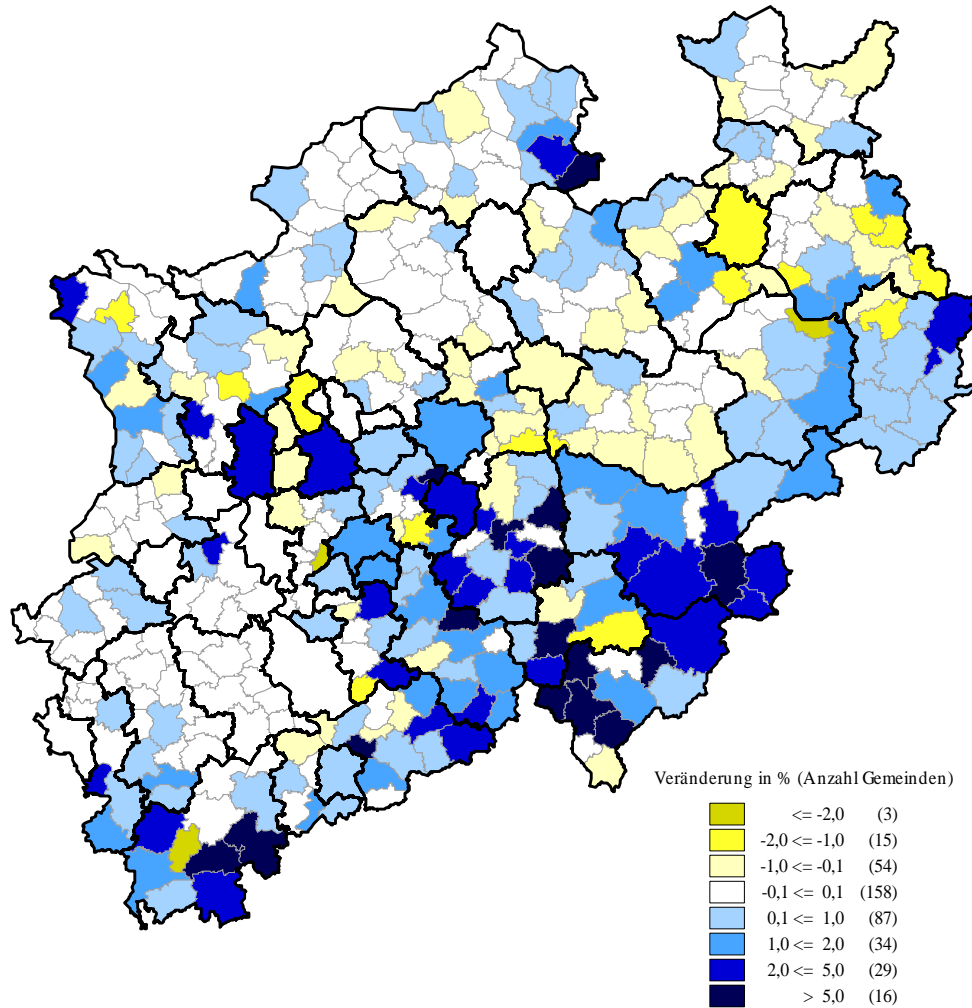 Veränderung in % (Anzahl Gemeinden)
<= -2,0 (3)
-2,0 <= -1,0 (15)
-1,0 <= -0,1 (54)
-0,1 <= 0,1 (158)
0,1 <= 1,0 (87)
1,0 <= 2,0 (34)
2,0 <= 5,0 (29)
> 5,0 (16)